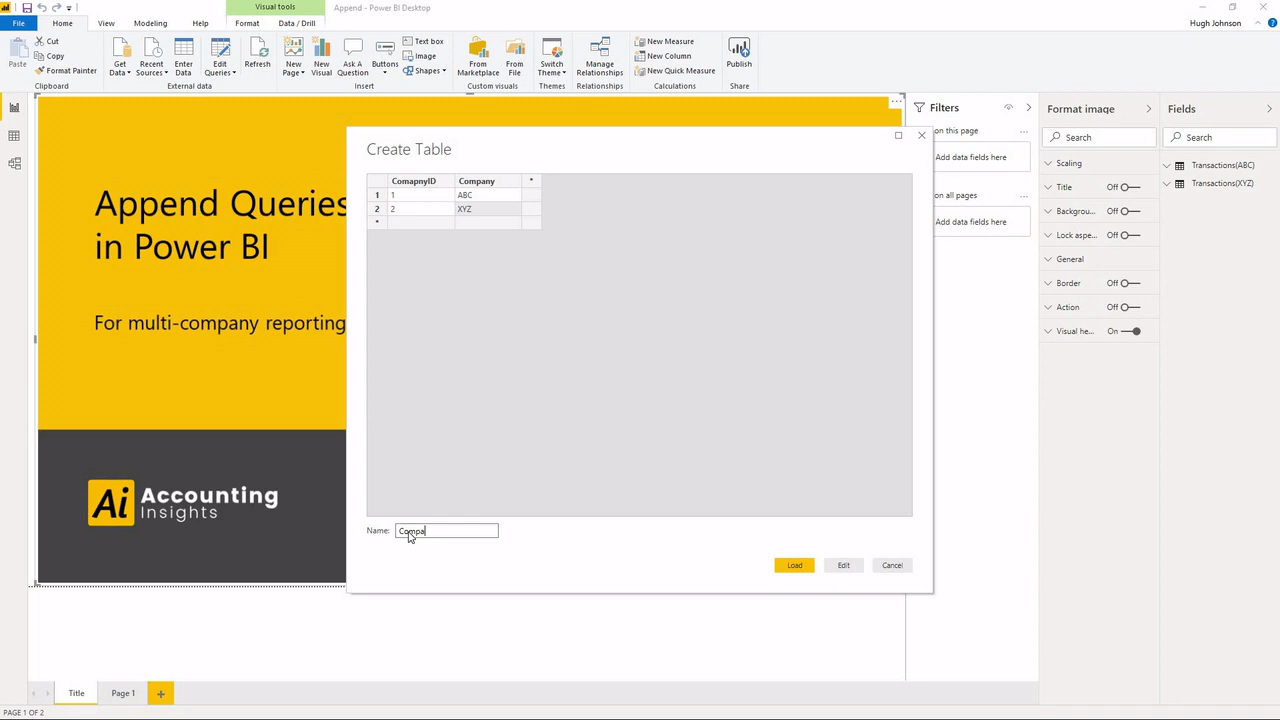 Visual tools
Append - Power BI Desktop
File
Home
View
Modeling
Help
Format
Data / Drill
Hugh Johnson
Paste
Cut
Copy
Format Painter
Clipboard
Get Data
Recent Sources
Enter Data
Edit Queries
External data
Refresh
New Page
New Visual
Ask A Question
Buttons
Text box
Image
Shapes
Insert
From Marketplace
From File
Custom visuals
Switch Theme
Themes
Manage Relationships
Relationships
New Measure
New Column
New Quick Measure
Calculations
Publish
Share
Append Queries
in Power BI
For multi-company reporting
Ai Accounting
Insights
Create Table
ComapnyID Company *
1 1 ABC
2 2 XYZ
*
Name: Compa
Load
Edit
Cancel
Filters
on this page
...
Add data fields here
on all pages
...
Add data fields here
Format image
Search
Scaling
Title Off
Backgrou... Off
Lock aspe... Off
General
Border Off
Action Off
Visual he... On
Fields
Search
Transactions(ABC)
Transactions(XYZ)
Title
Page 1
PAGE 1 OF 2